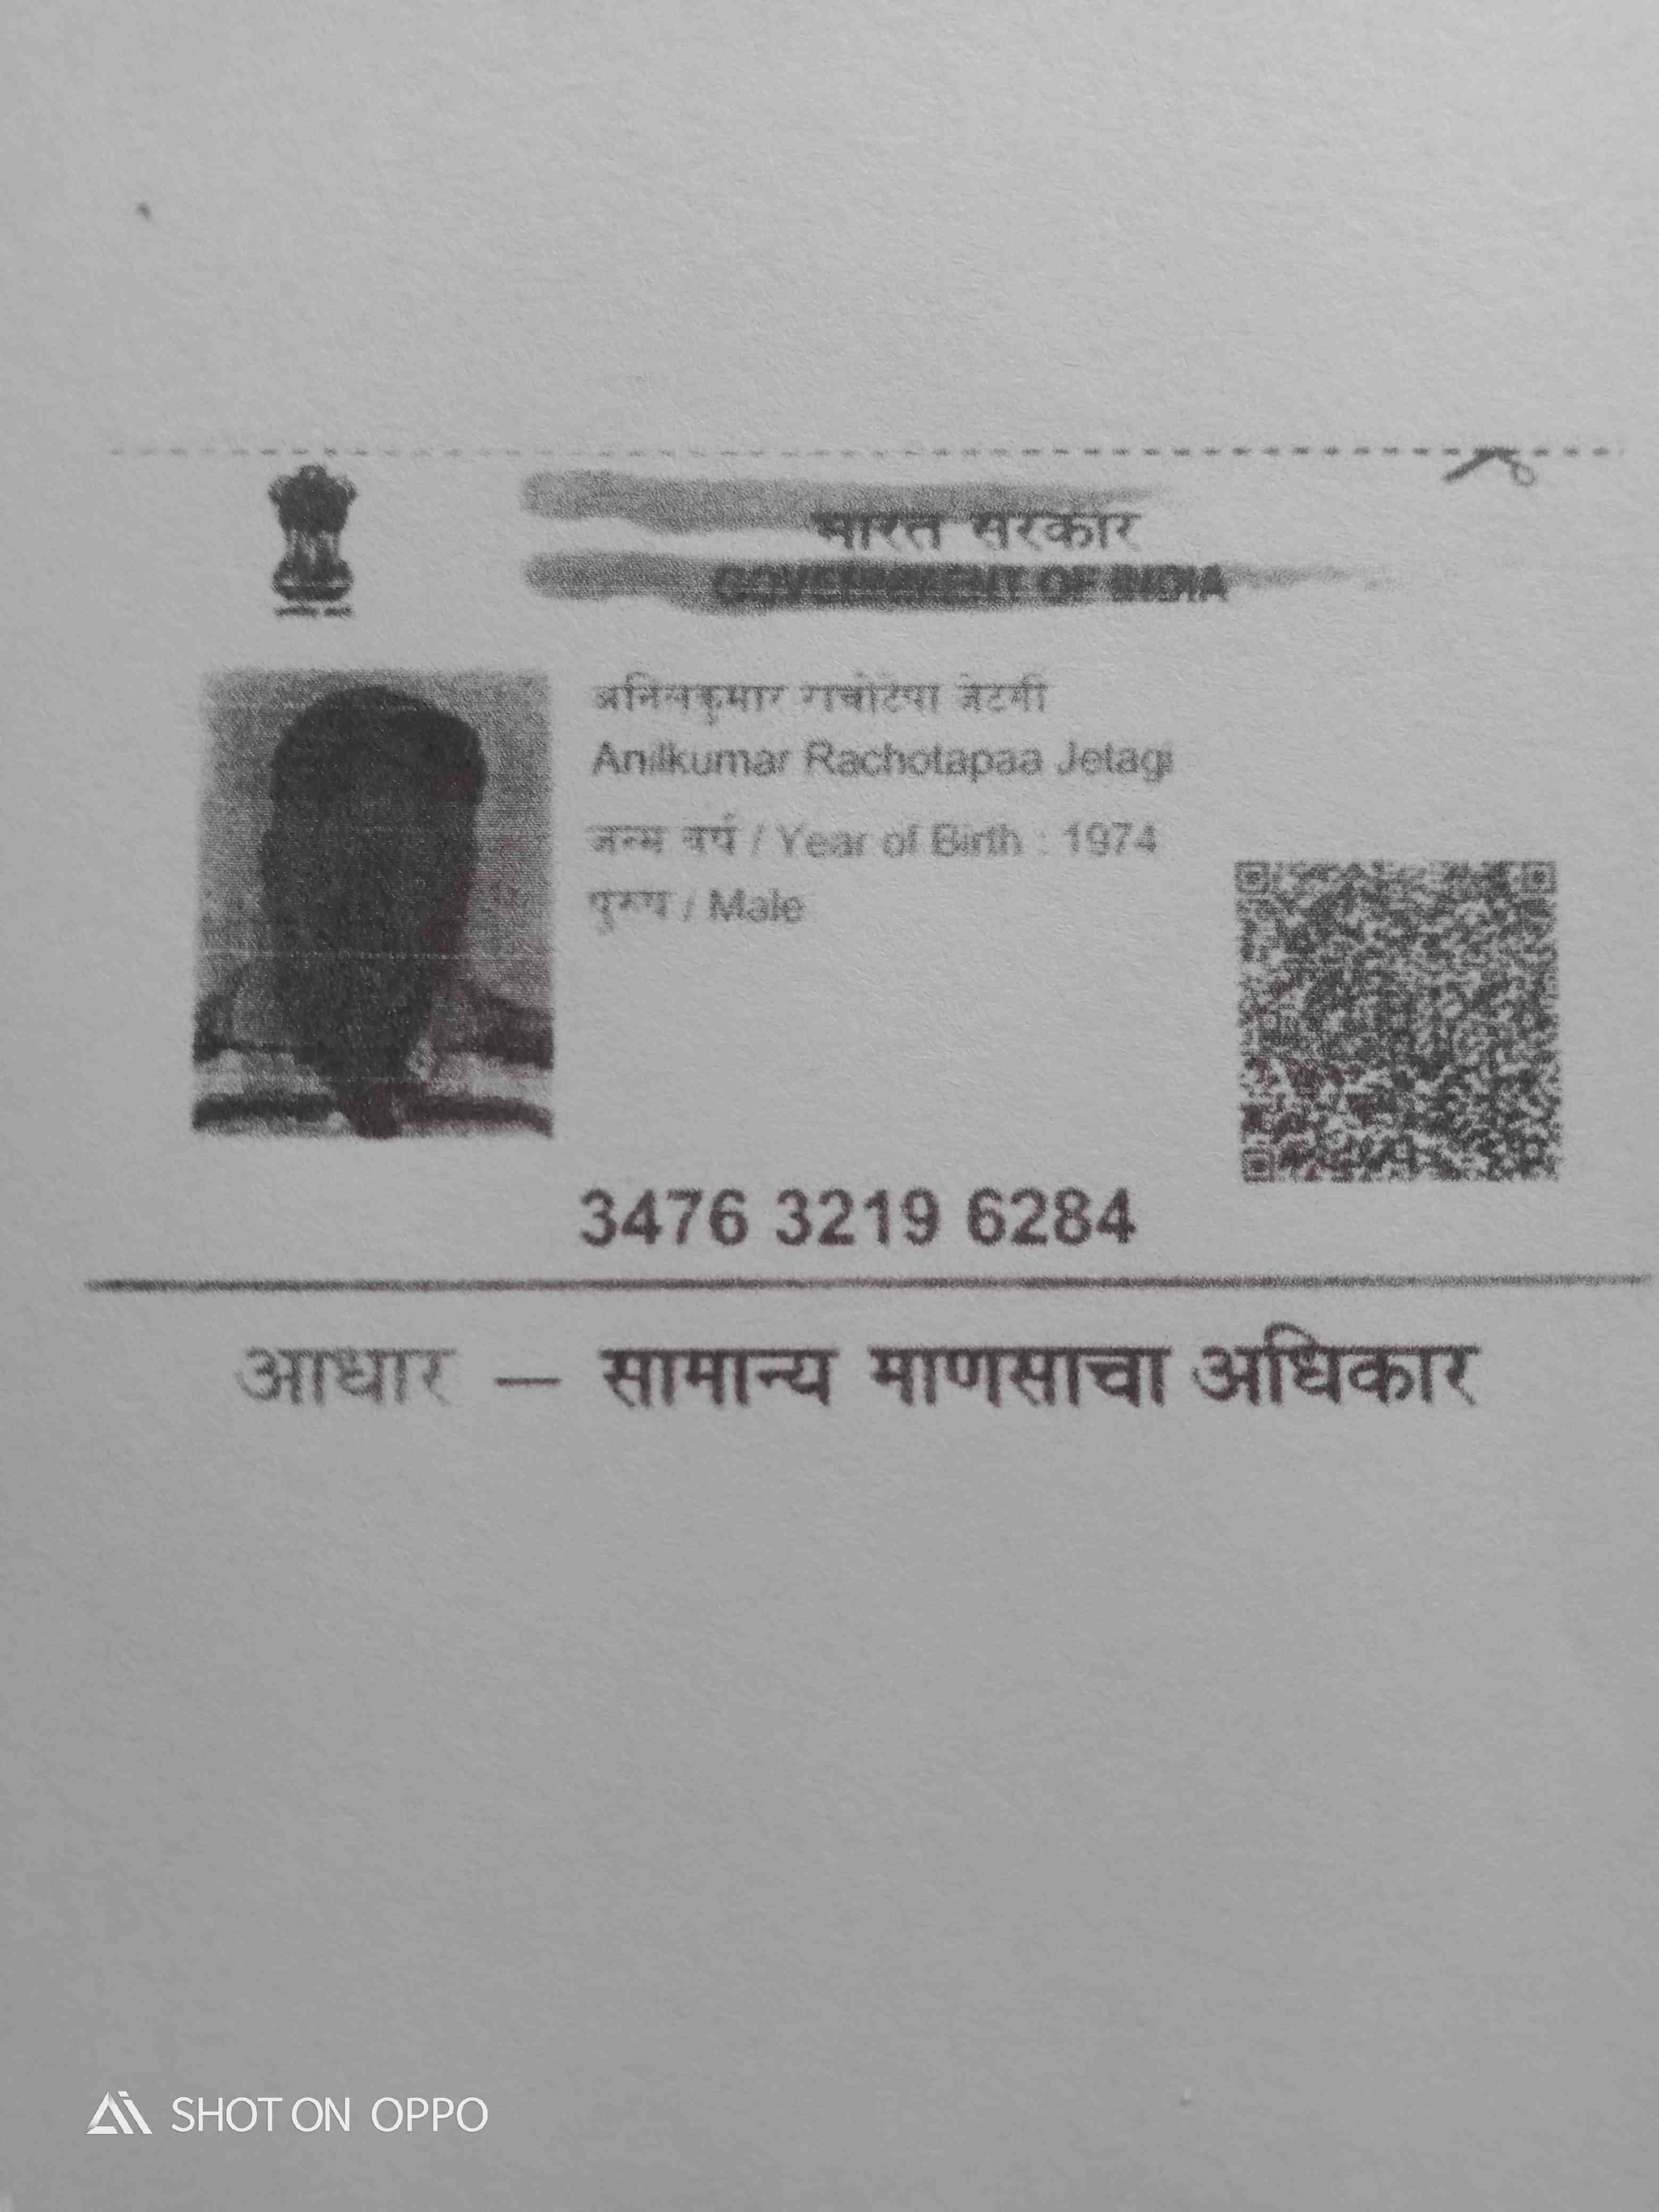 भारत सरकार
GOVERNMENT OF INDIA
अनिलकुमार राचोटेपा जेटगी
Anilkumar Rachotapaa Jetagi
जन्म वर्ष / Year of Birth : 1974
पुरुष / Male
3476 3219 6284
आधार — सामान्य माणसाचा अधिकार
SHOT ON OPPO